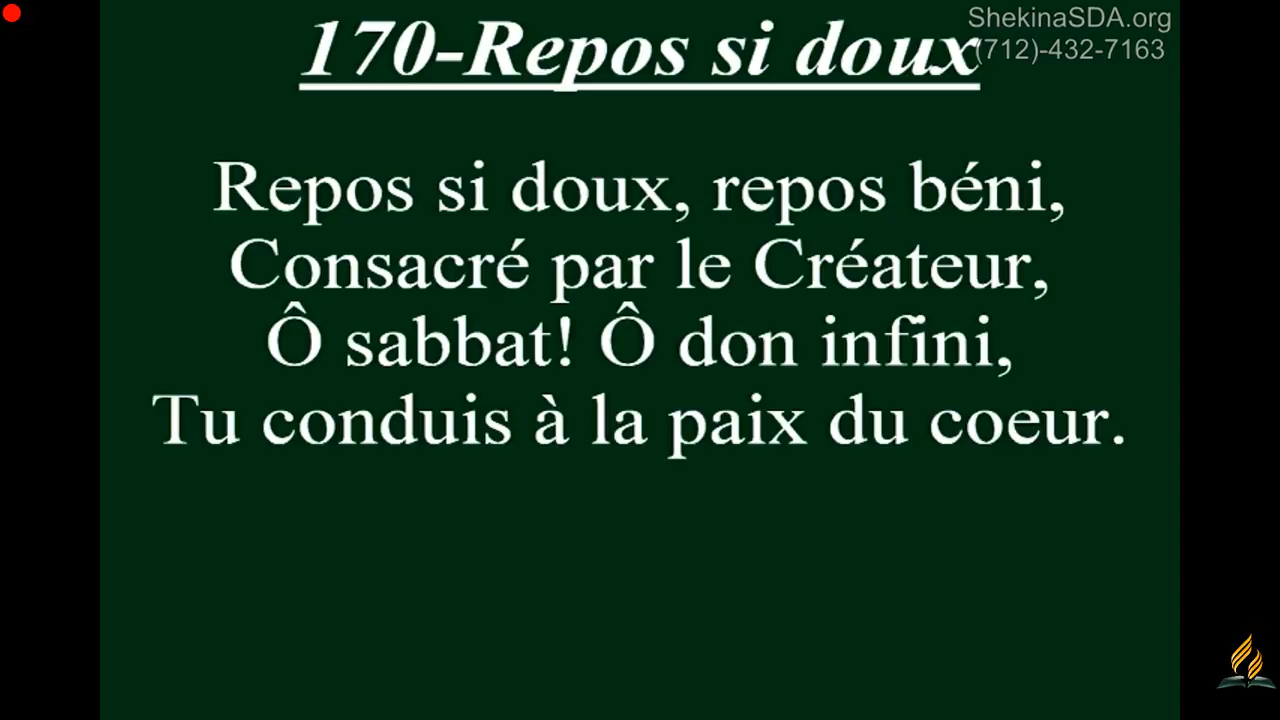 ShekinaSDA.org
170-Repos si doux
(712)-432-7163
Repos si doux, repos béni,
Consacré par le Créateur,
Ô sabbat! Ô don infini,
Tu conduis à la paix du coeur.